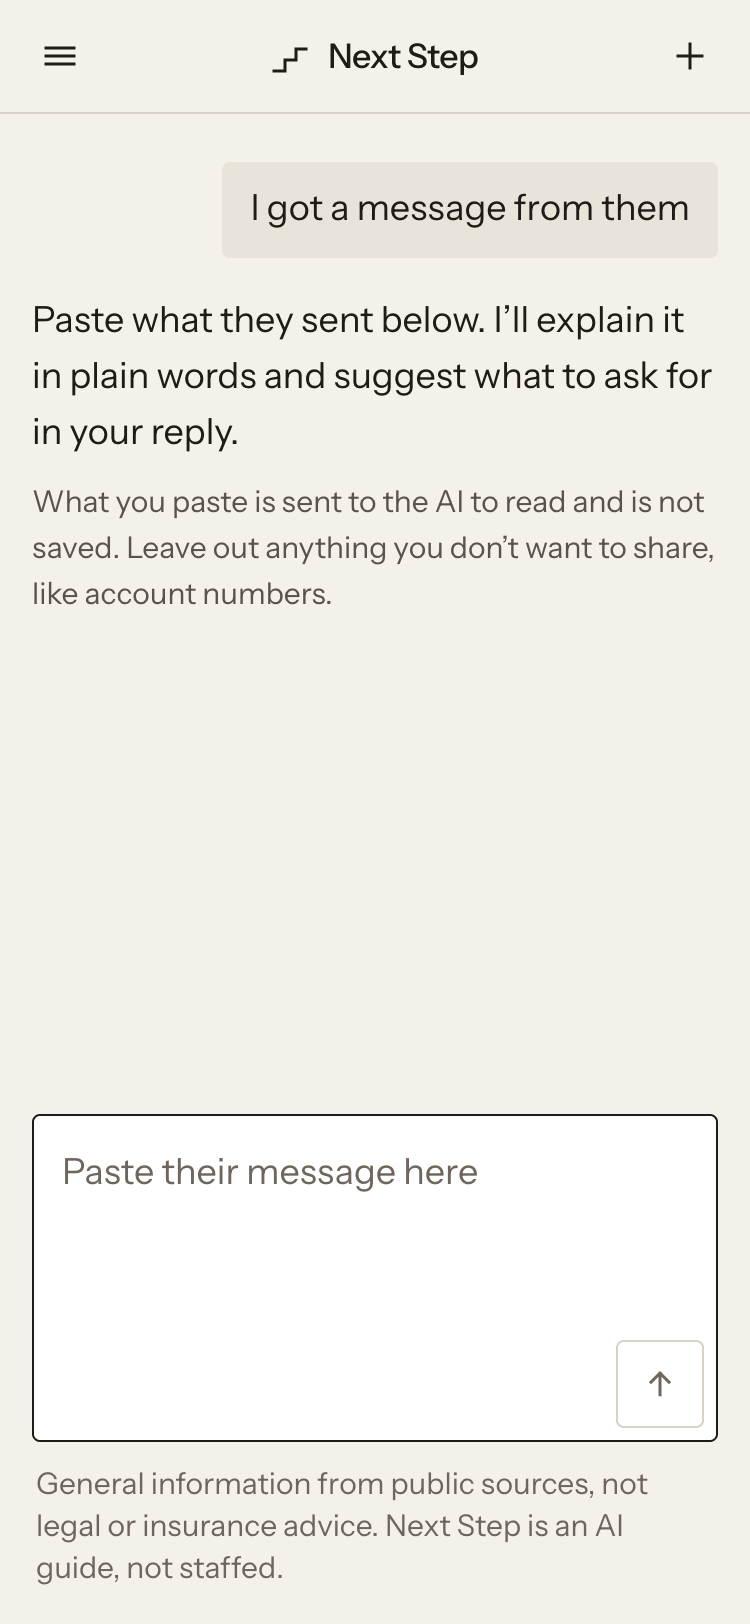 Next Step
I got a message from them
Paste what they sent below. I’ll explain it
in plain words and suggest what to ask for
in your reply.
What you paste is sent to the AI to read and is not
saved. Leave out anything you don’t want to share,
like account numbers.
Paste their message here
General information from public sources, not
legal or insurance advice. Next Step is an AI
guide, not staffed.